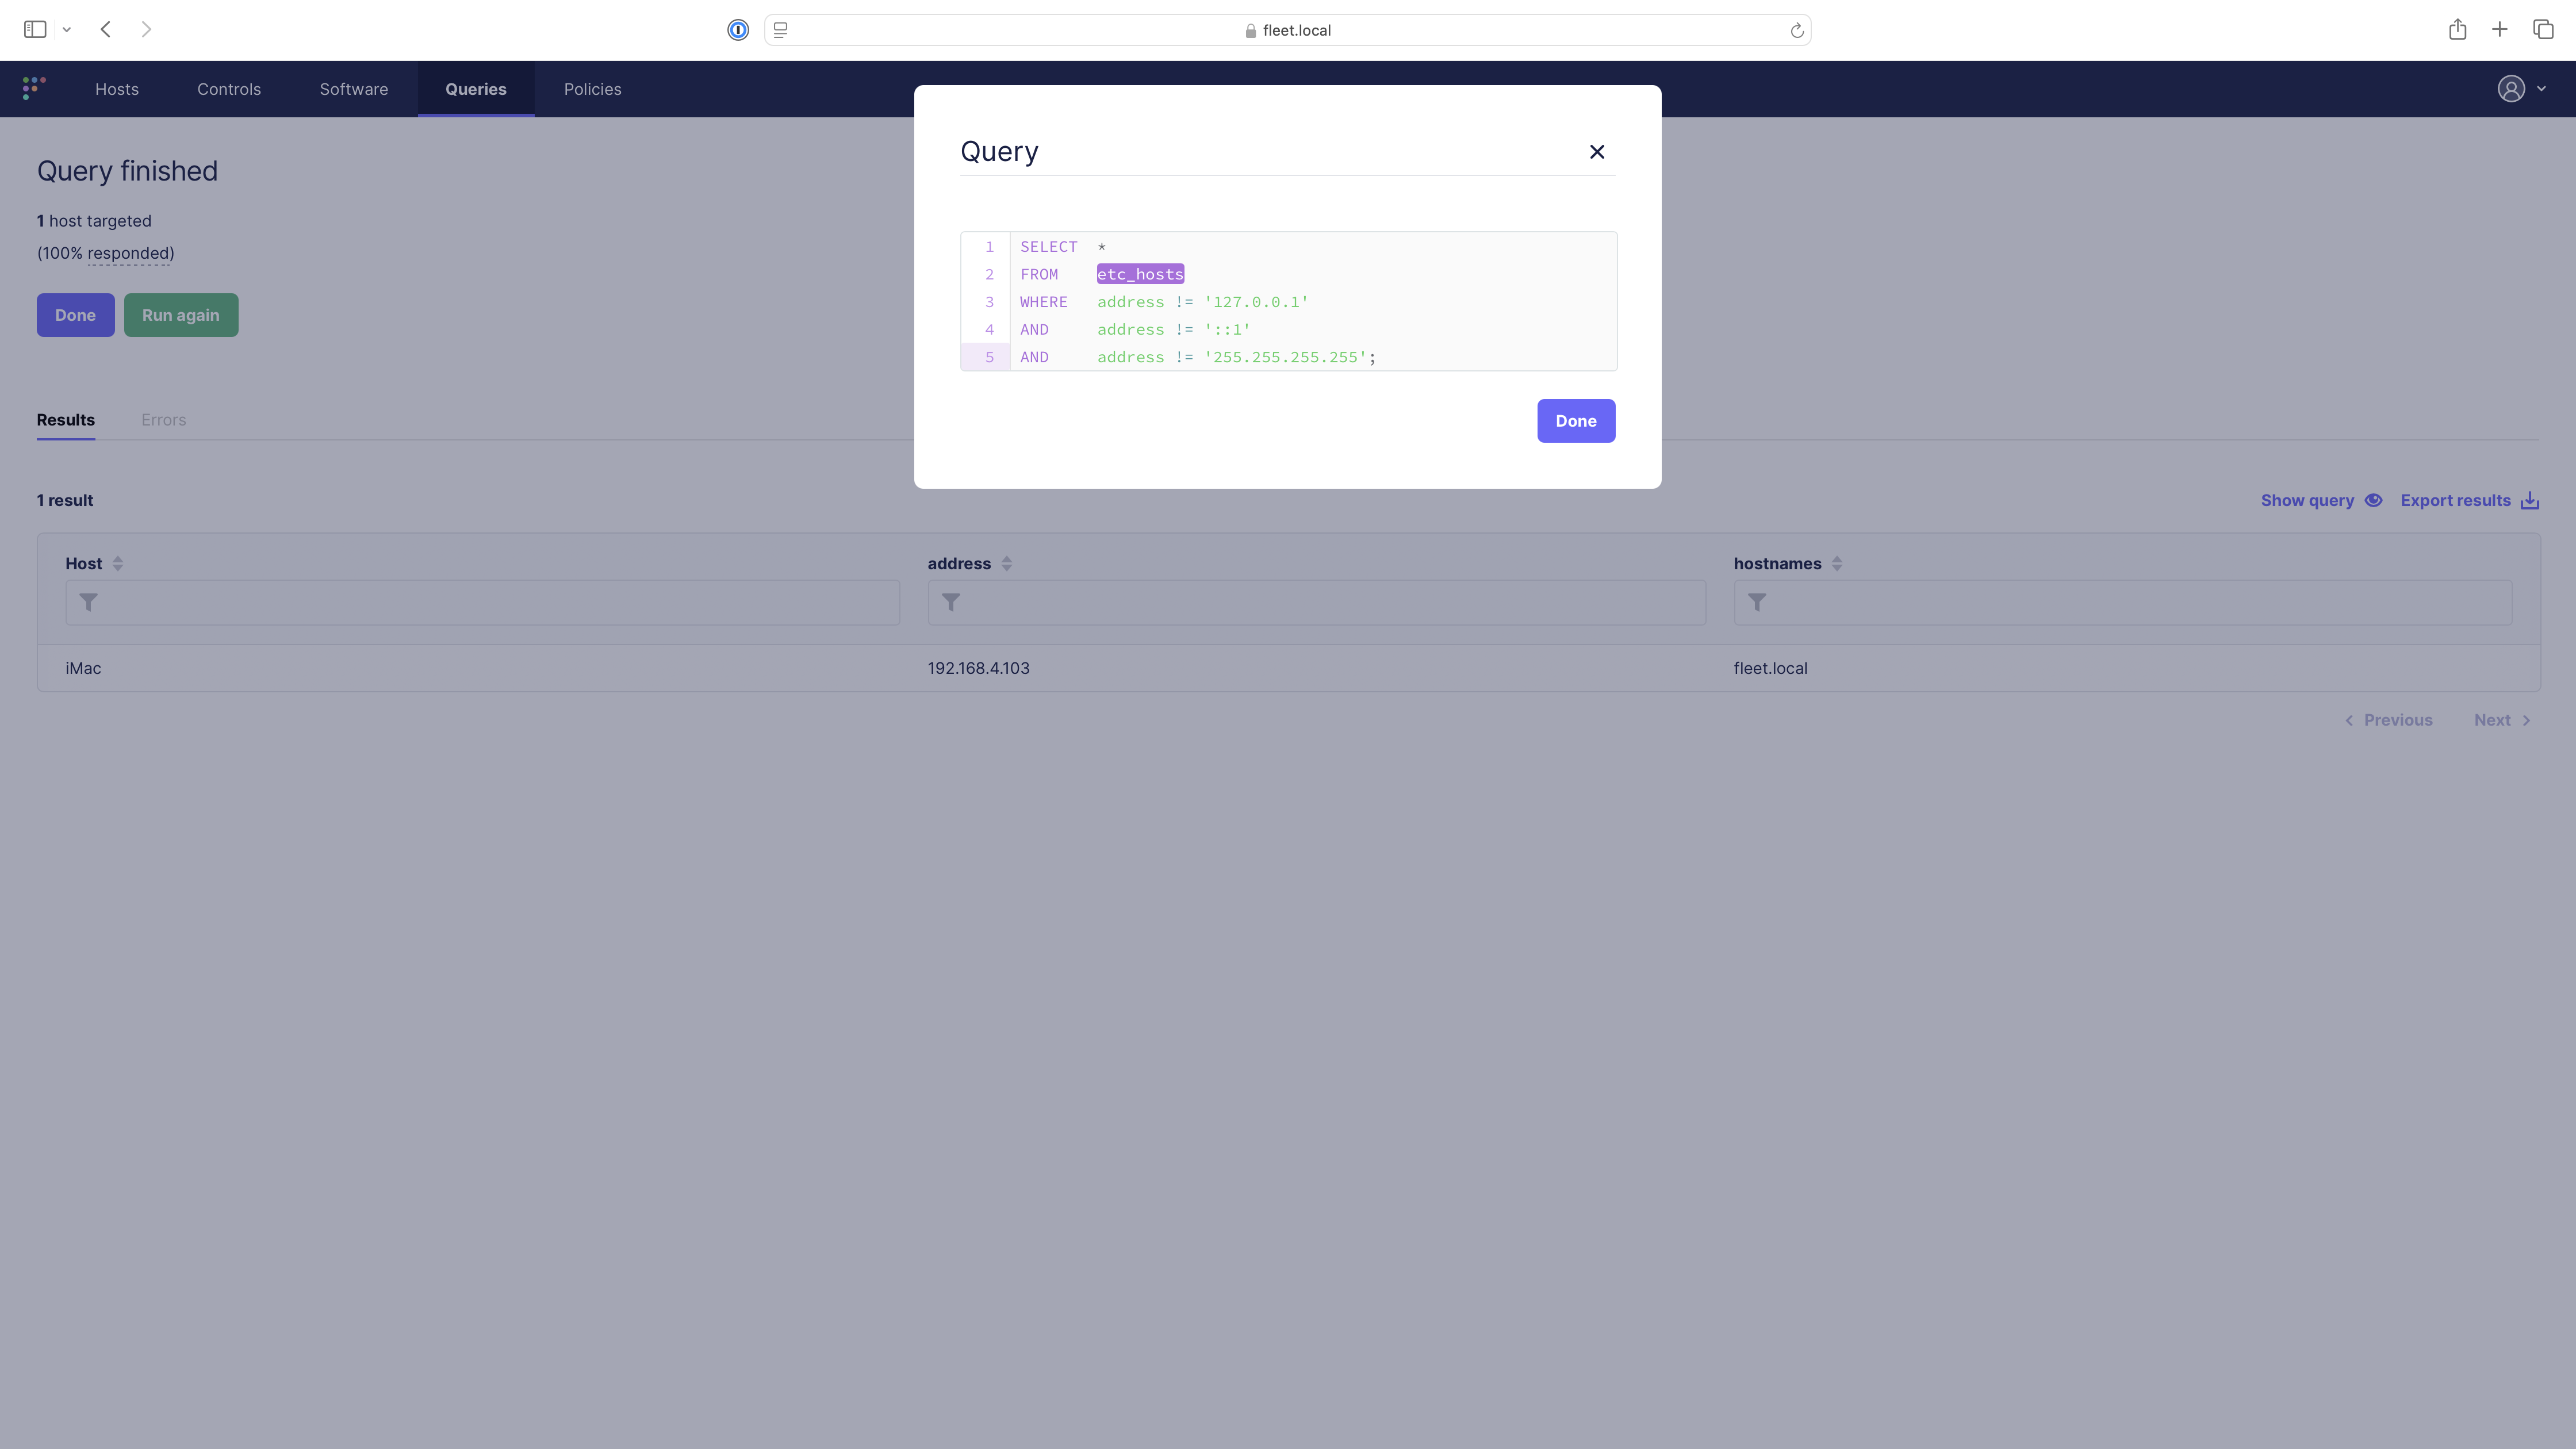 fleet.local
Hosts Controls Software Queries Policies
Query finished
1 host targeted
(100% responded)
Done Run again
Query
1 SELECT *
2 FROM etc_hosts
3 WHERE address != '127.0.0.1'
4 AND address != '::1'
5 AND address != '255.255.255.255';
Done
Results Errors
1 result Show query Export results
Host address hostnames
iMac 192.168.4.103 fleet.local
Previous Next